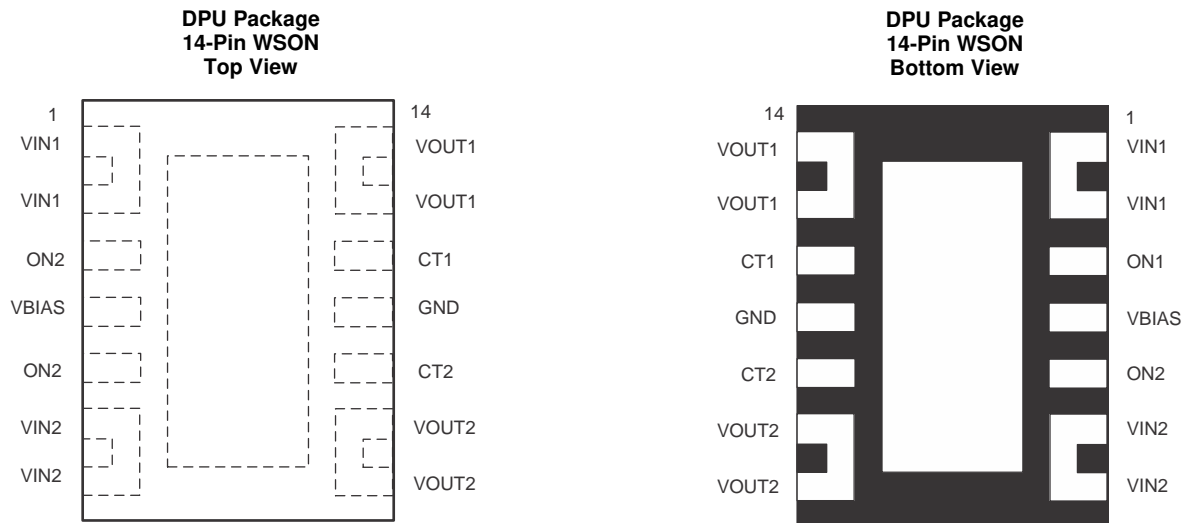 DPU Package
14-Pin WSON
Top View
1
14
VIN1
VOUT1
VIN1
VOUT1
ON2
CT1
VBIAS
GND
ON2
CT2
VIN2
VOUT2
VIN2
VOUT2
DPU Package
14-Pin WSON
Bottom View
14
1
VOUT1
VIN1
VOUT1
VIN1
CT1
ON1
GND
VBIAS
CT2
ON2
VOUT2
VIN2
VOUT2
VIN2